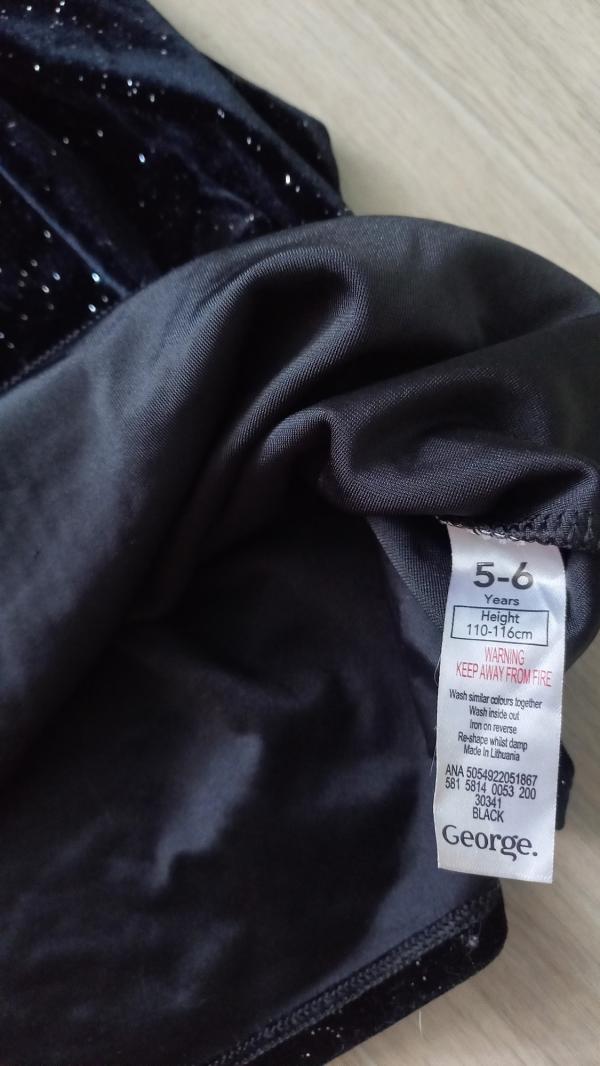 5-6
Years
Height
110-116cm
WARNING
KEEP AWAY FROM FIRE
Wash similar colours together
Wash inside out
Iron on reverse
Re-shape whilst damp
Made In Lithuania
ANA 5054922051867
581 5814 0053 200
30341
BLACK
George.